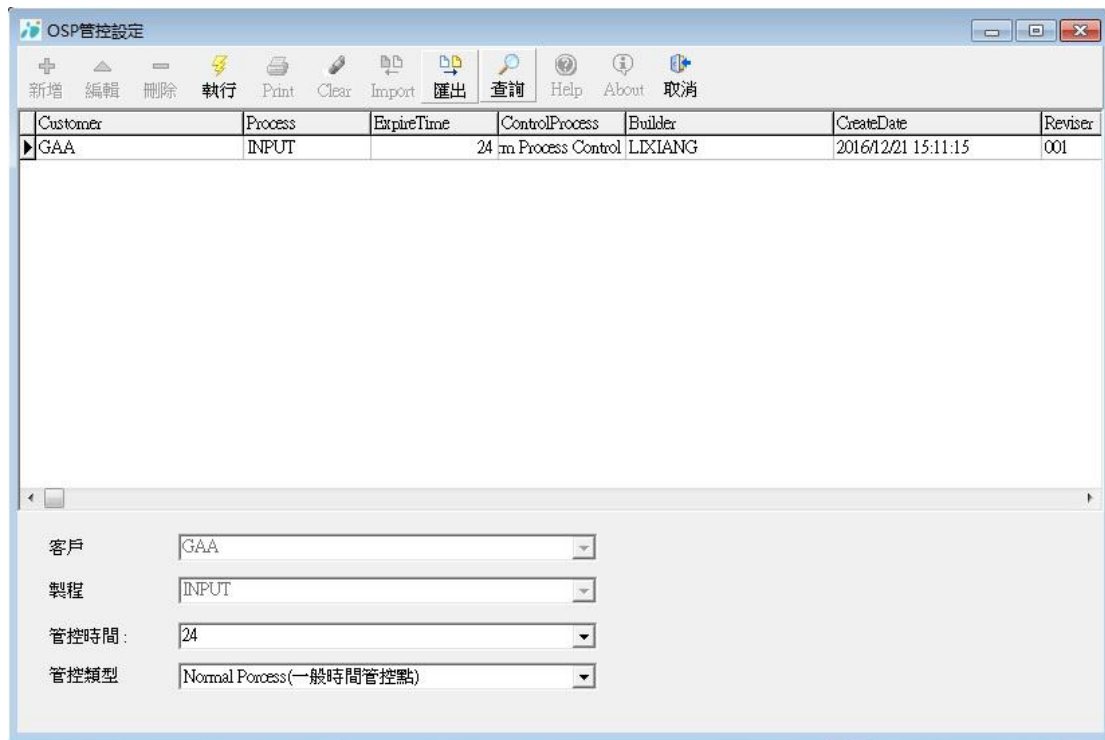 OSP管控設定
新增 編輯 刪除 執行 Print Clear Import 匯出 查詢 Help About 取消
Customer Process ExpireTime ControlProcess Builder CreateDate Reviser
GAA INPUT 24 m Process Control LIXIANG 2016/12/21 15:11:15 001
客戶 GAA
製程 INPUT
管控時間 : 24
管控類型 Normal Porcess(一般時間管控點)